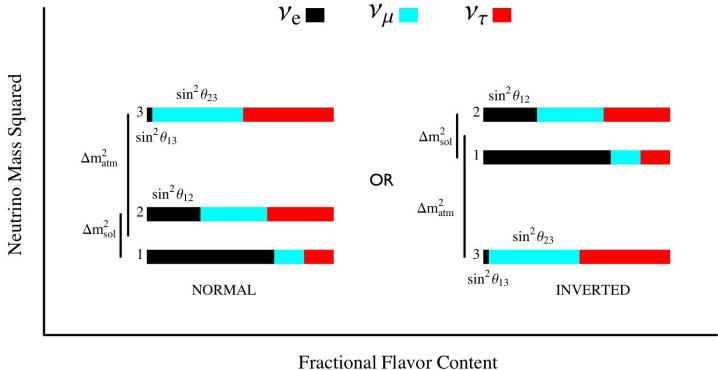 νe νμ ντ
Neutrino Mass Squared
sin²θ23
3
sin²θ13
Δm²atm
sin²θ12
2
Δm²sol
1
NORMAL
OR
sin²θ12
2
Δm²sol
1
Δm²atm
sin²θ23
3
sin²θ13
INVERTED
Fractional Flavor Content